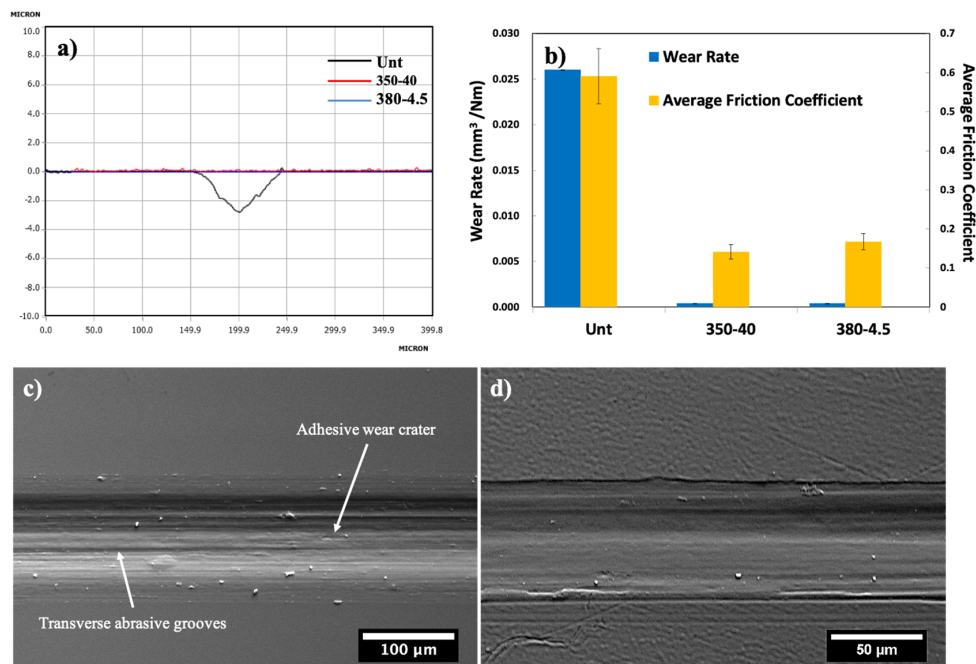 MICRON
a)
10.0
8.0
6.0
4.0
2.0
0.0
-2.0
-4.0
-6.0
-8.0
-10.0
Unt
350-40
380-4.5
0.0 50.0 100.0 149.9 199.9 249.9 299.9 349.9 399.8
MICRON
b)
Wear Rate (mm³ /Nm)
0.030
0.025
0.020
0.015
0.010
0.005
0.000
Wear Rate
Average Friction Coefficient
0.7
0.6
0.5
0.4
0.3
0.2
0.1
0
Average Friction
Coefficient
Unt 350-40 380-4.5
c)
Adhesive wear crater
Transverse abrasive grooves
100 µm
d)
50 µm